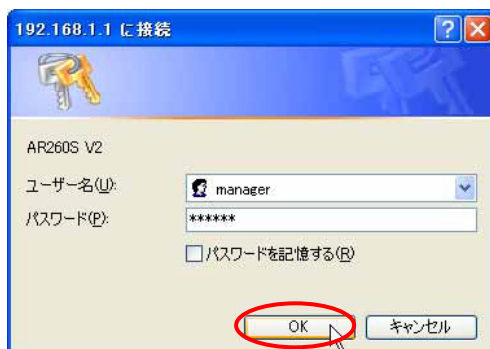 192.168.1.1 に接続
AR260S V2
ユーザー名(U):
manager
パスワード(P):
******
パスワードを記憶する(R)
OK
キャンセル